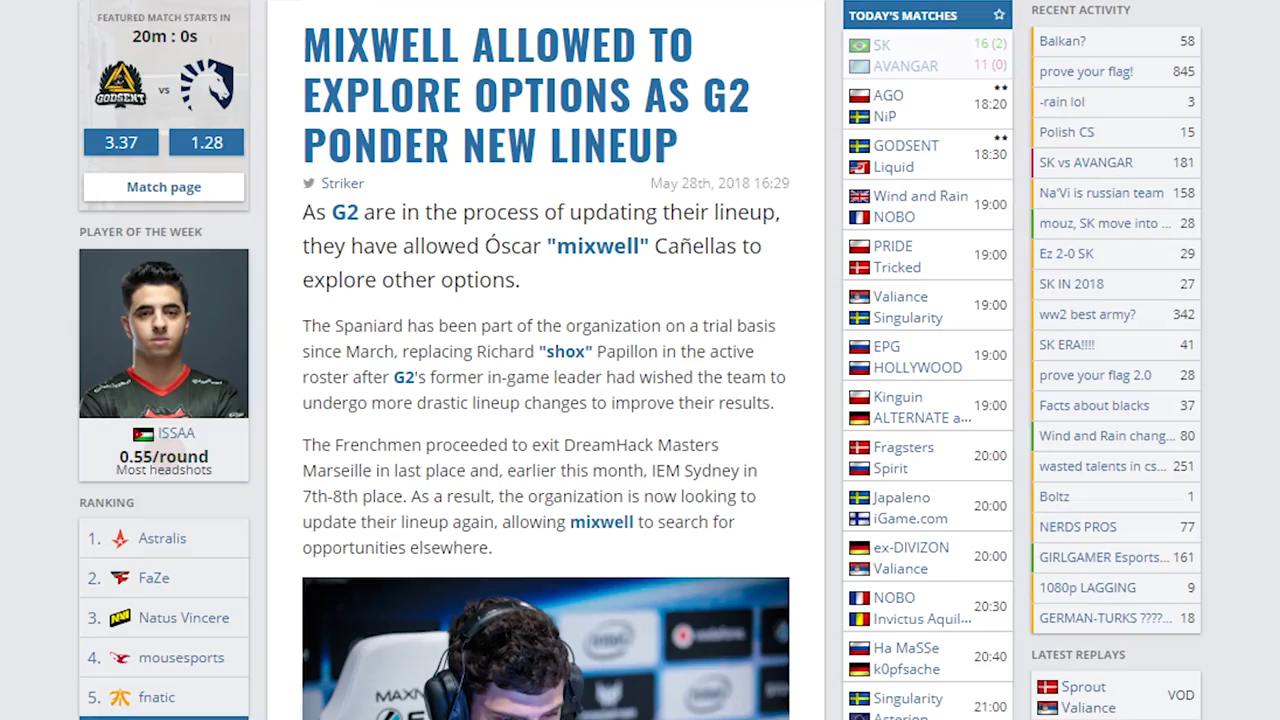 FEATURED MATCH STARTS IN
20m : 0s
GODSENT
vs
3.37
1.28
Match page
PLAYER OF THE WEEK
ISSAA
0.55/round
Most headshots
RANKING
1. Astralis
2. FaZe
3. Natus Vincere
4. mousesports
5. fnatic
MIXWELL ALLOWED TO
EXPLORE OPTIONS AS G2
PONDER NEW LINEUP
Striker May 28th, 2018 16:29
As G2 are in the process of updating their lineup,
they have allowed Óscar "mixwell" Cañellas to
explore other options.
The Spaniard has been part of the organization on a trial basis
since March, replacing Richard "shox" Papillon in the active
roster after G2's former in-game leader had wished the team to
undergo more drastic lineup changes to improve their results.
The Frenchmen proceeded to exit DreamHack Masters
Marseille in last place and, earlier this month, IEM Sydney in
7th-8th place. As a result, the organization is now looking to
update their lineup again, allowing mixwell to search for
opportunities elsewhere.
intel
vodafone
MAXN
TODAY'S MATCHES
SK 16 (2)
AVANGAR 11 (0)
AGO
18:20
NiP
GODSENT
18:30
Liquid
Wind and Rain
19:00
NOBO
PRIDE
19:00
Tricked
Valiance
19:00
Singularity
EPG
19:00
HOLLYWOOD
Kinguin
19:00
ALTERNATE a...
Fragsters
20:00
Spirit
Japaleno
20:00
iGame.com
ex-DIVIZON
20:00
Valiance
NOBO
20:30
Invictus Aquil...
Ha MaSSe
20:40
k0pfsache
Singularity
21:00
Asterion
RECENT ACTIVITY
Balkan? 58
prove your flag! 845
-rain lol 3
Polish CS 15
SK vs AVANGAR 181
Na'Vi is russian team 158
mouz, SK move into ... 28
Ez 2-0 SK 29
SK IN 2018 27
ww2 best army? 342
SK ERA!!!! 41
prove your flag 2.0 28
Facts about blacks 37
Wind and Rain chang... 80
wasted talents in cs... 251
Boltz 1
NERDS PROS 77
GIRLGAMER Esports... 161
1080p LAGGING 9
GERMAN-TURKS ????... 18
LATEST REPLAYS
Sprout
VOD
Valiance